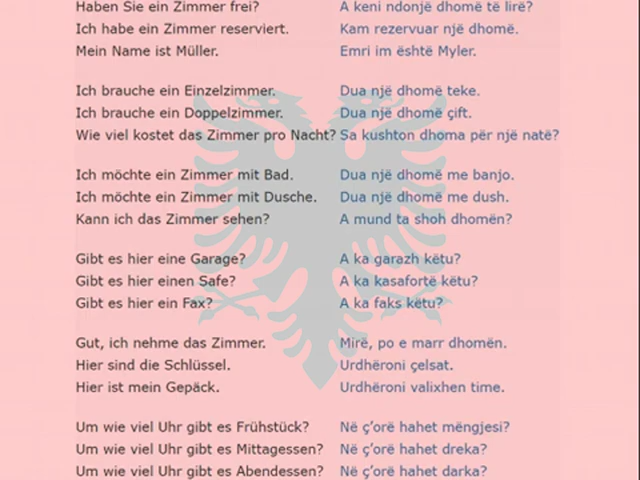 Haben Sie ein Zimmer frei? A keni ndonjë dhomë të lirë?
Ich habe ein Zimmer reserviert. Kam rezervuar një dhomë.
Mein Name ist Müller. Emri im është Myler.
Ich brauche ein Einzelzimmer. Dua një dhomë teke.
Ich brauche ein Doppelzimmer. Dua një dhomë çift.
Wie viel kostet das Zimmer pro Nacht? Sa kushton dhoma për një natë?
Ich möchte ein Zimmer mit Bad. Dua një dhomë me banjo.
Ich möchte ein Zimmer mit Dusche. Dua një dhomë me dush.
Kann ich das Zimmer sehen? A mund ta shoh dhomën?
Gibt es hier eine Garage? A ka garazh këtu?
Gibt es hier einen Safe? A ka kasafortë këtu?
Gibt es hier ein Fax? A ka faks këtu?
Gut, ich nehme das Zimmer. Mirë, po e marr dhomën.
Hier sind die Schlüssel. Urdhëroni çelsat.
Hier ist mein Gepäck. Urdhëroni valixhen time.
Um wie viel Uhr gibt es Frühstück? Në ç’orë hahet mëngjesi?
Um wie viel Uhr gibt es Mittagessen? Në ç’orë hahet dreka?
Um wie viel Uhr gibt es Abendessen? Në ç’orë hahet darka?